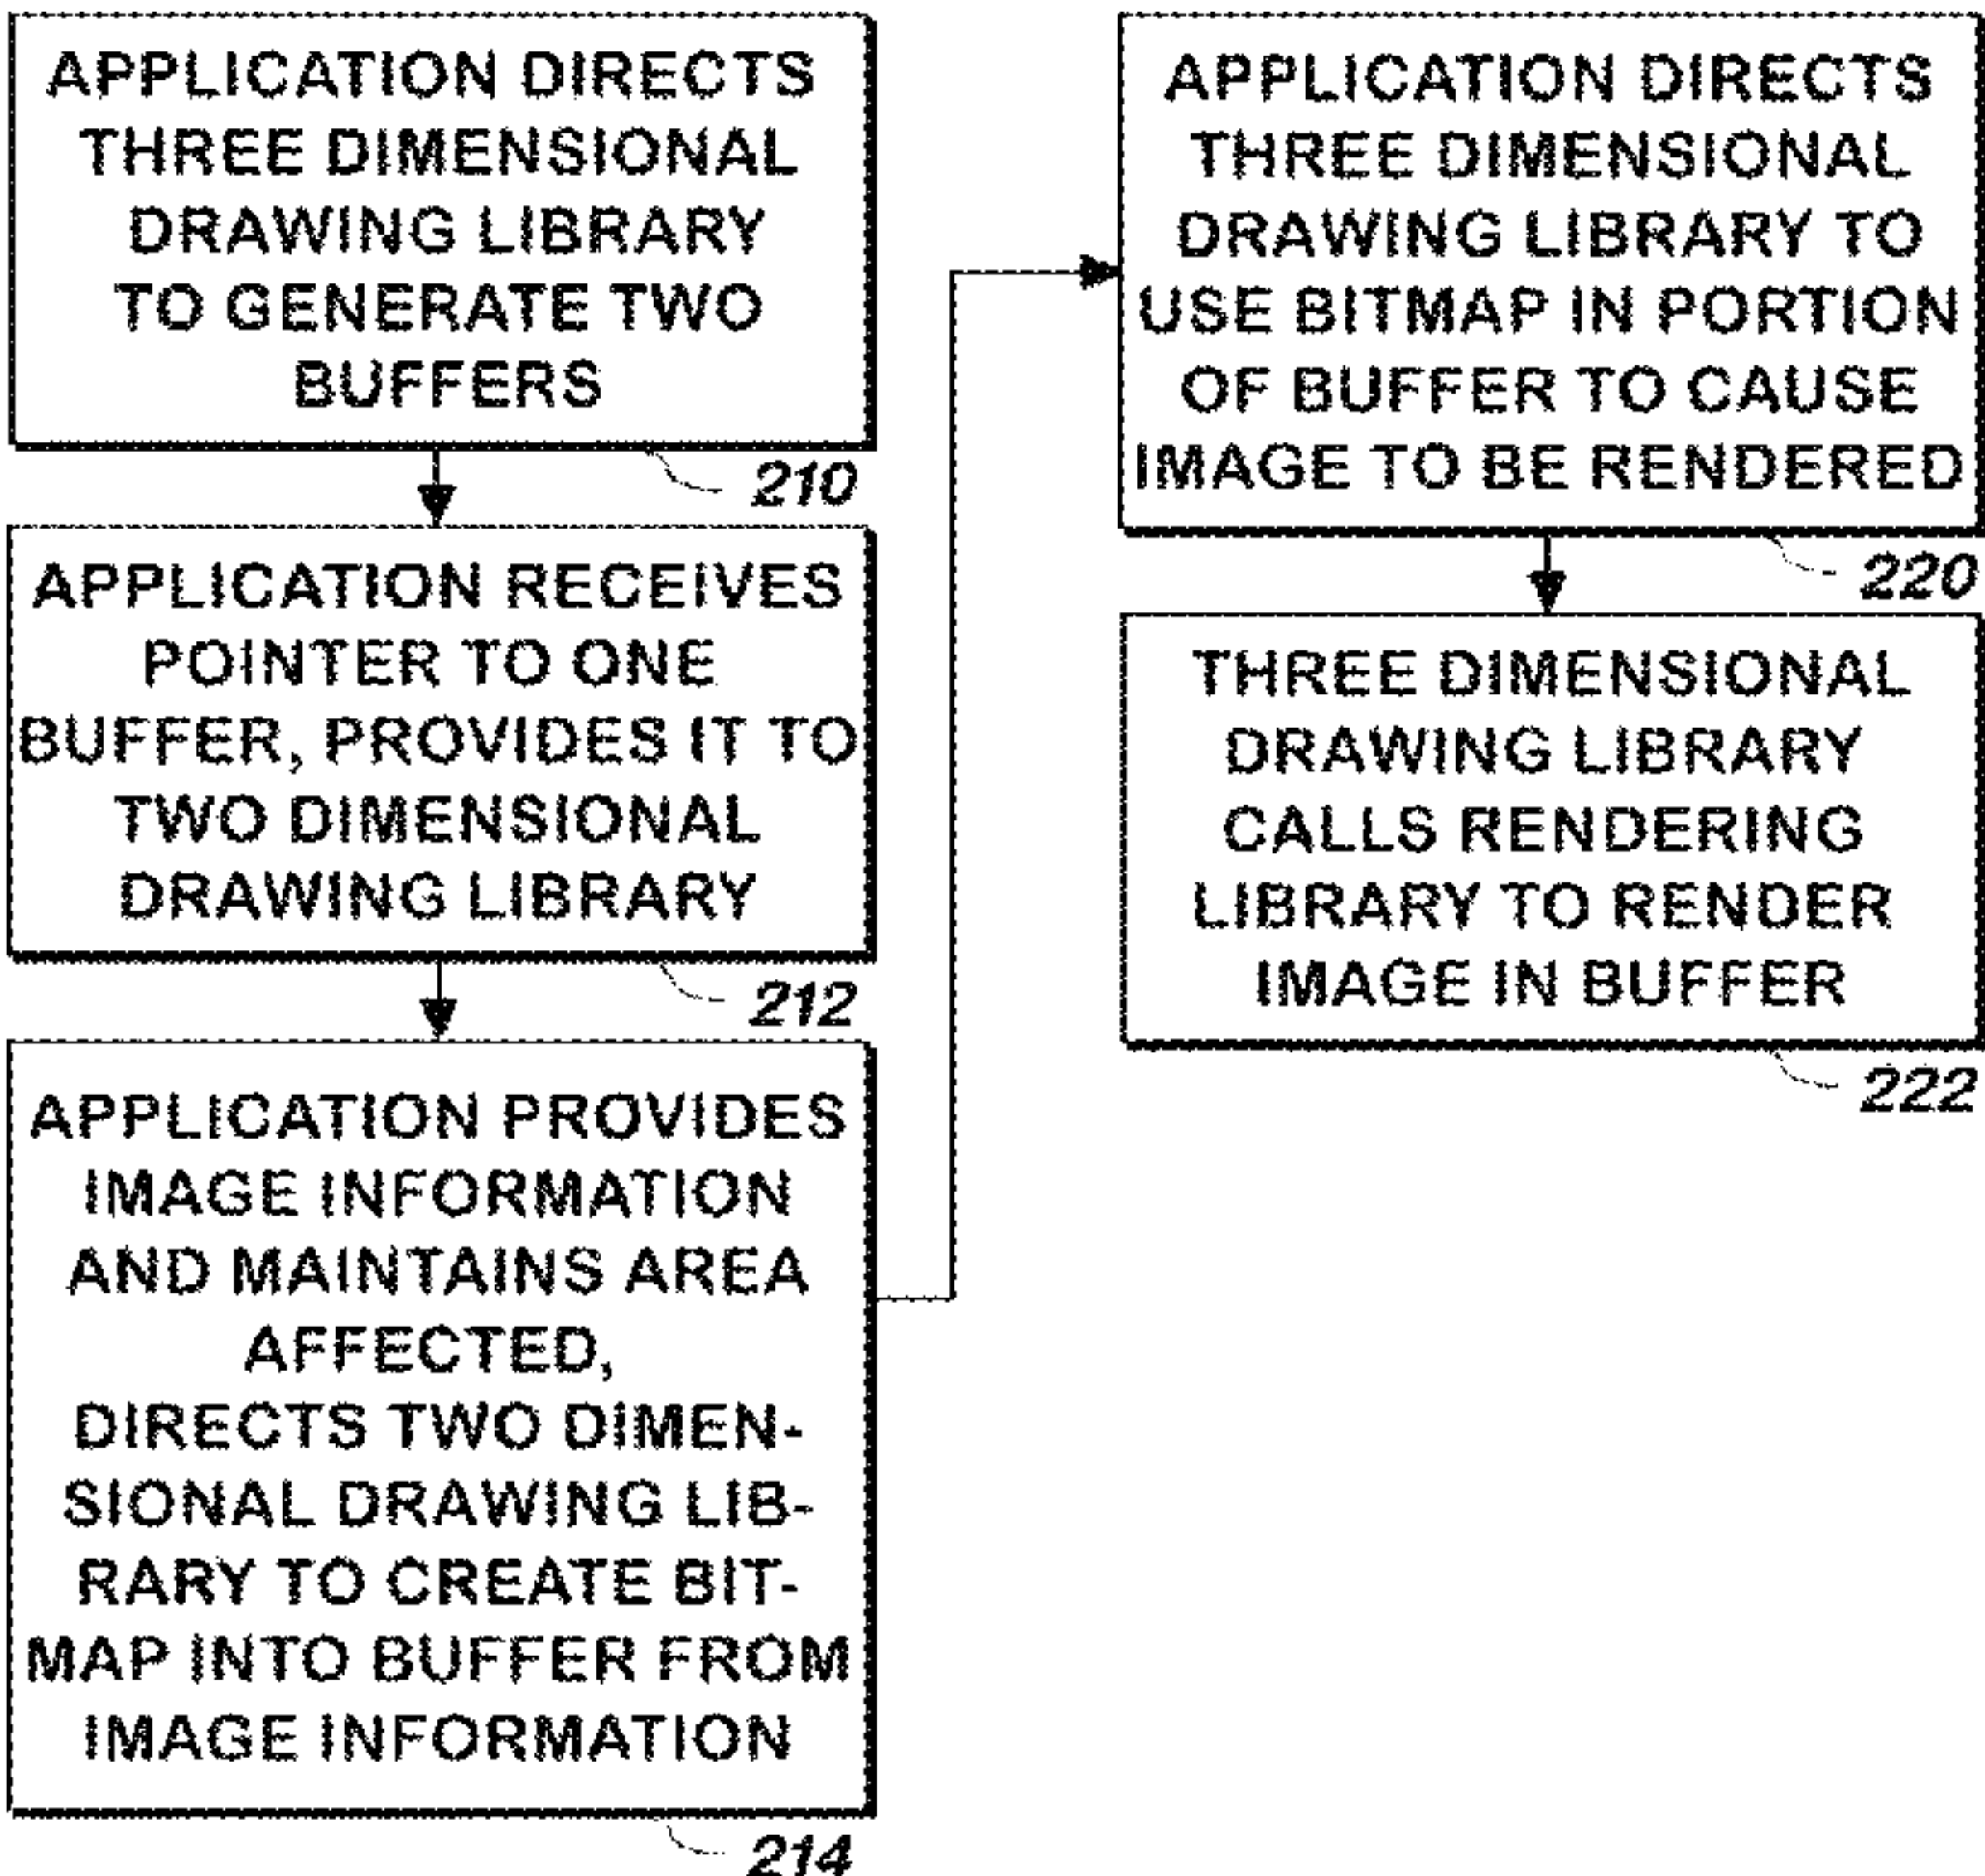 APPLICATION DIRECTS
THREE DIMENSIONAL
DRAWING LIBRARY
TO GENERATE TWO
BUFFERS
210
APPLICATION RECEIVES
POINTER TO ONE
BUFFER, PROVIDES IT TO
TWO DIMENSIONAL
DRAWING LIBRARY
212
APPLICATION PROVIDES
IMAGE INFORMATION
AND MAINTAINS AREA
AFFECTED,
DIRECTS TWO DIMEN-
SIONAL DRAWING LIB-
RARY TO CREATE BIT-
MAP INTO BUFFER FROM
IMAGE INFORMATION
214
APPLICATION DIRECTS
THREE DIMENSIONAL
DRAWING LIBRARY TO
USE BITMAP IN PORTION
OF BUFFER TO CAUSE
IMAGE TO BE RENDERED
220
THREE DIMENSIONAL
DRAWING LIBRARY
CALLS RENDERING
LIBRARY TO RENDER
IMAGE IN BUFFER
222